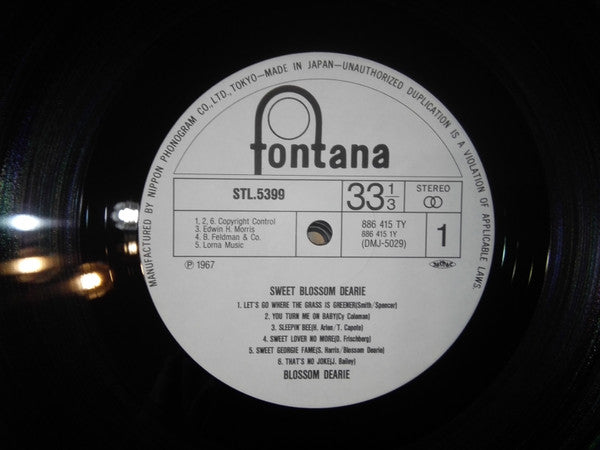 MANUFACTURED BY NIPPON PHONOGRAM CO., LTD., TOKYO—MADE IN JAPAN—UNAUTHORIZED DUPLICATION IS A VIOLATION OF APPLICABLE LAWS.
fontana
STL.5399
33 1/3
STEREO
1, 2, 6. Copyright Control
3. Edwin H. Morris
4. B. Feldman & Co.
5. Lorna Music
886 415 TY
886 415 1Y
(DMJ-5029)
1
℗ 1967
SWEET BLOSSOM DEARIE
1. LET'S GO WHERE THE GRASS IS GREENER(Smith/Spencer)
2. YOU TURN ME ON BABY(Cy Coleman)
3. SLEEPIN' BEE(H. Arlen/T. Capote)
4. SWEET LOVER NO MORE(D. Frischberg)
5. SWEET GEORGIE FAME(S. Harris/Blossom Dearie)
6. THAT'S NO JOKE(J. Bailey)
BLOSSOM DEARIE